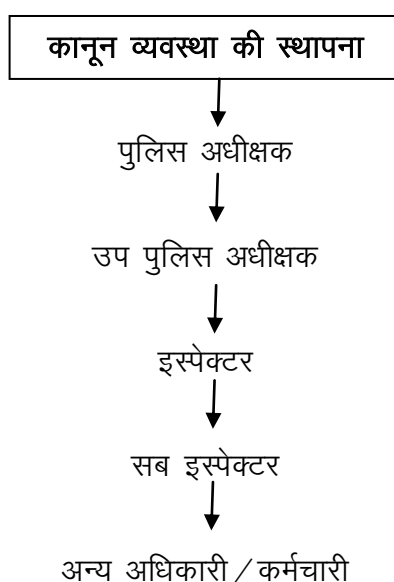 कानून व्यवस्था की स्थापना
पुलिस अधीक्षक
उप पुलिस अधीक्षक
इस्पेक्टर
सब इस्पेक्टर
अन्य अधिकारी / कर्मचारी